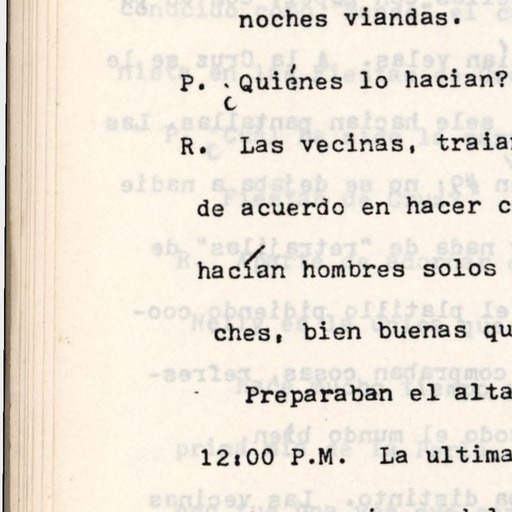 noches viandas.
P. ¿Quiénes lo hacian?
R. Las vecinas, traian
de acuerdo en hacer c
hacían hombres solos
ches, bien buenas qu
Preparaban el alta
12:00 P.M. La ultima